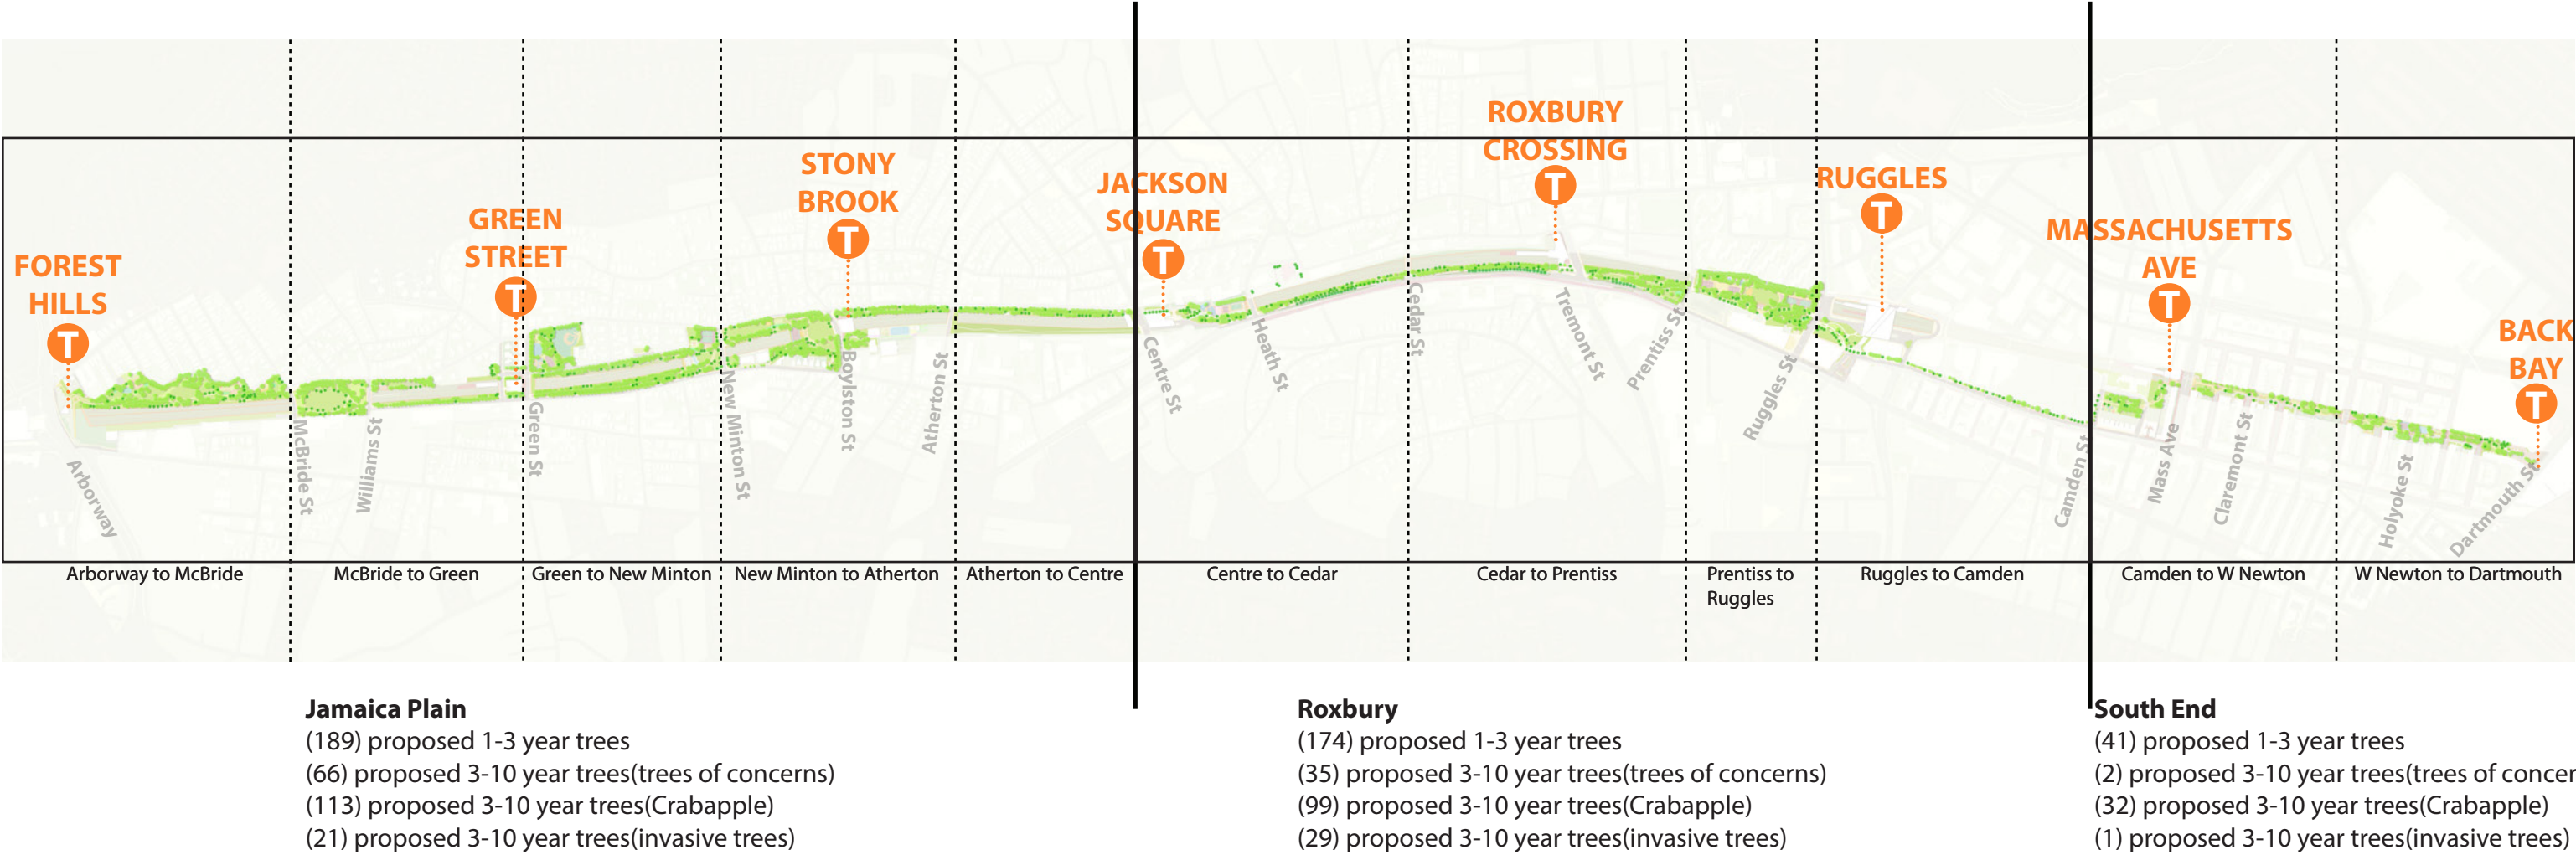 ROXBURY
CROSSING
T
STONY
BROOK
T
JACKSON
SQUARE
T
RUGGLES
T
GREEN
STREET
T
MASSACHUSETTS
AVE
T
FOREST
HILLS
T
BACK
BAY
T
Arborway
McBride St
Williams St
Green St
New Minton St
Boylston St
Atherton St
Centre St
Heath St
Cedar St
Tremont St
Prentiss St
Ruggles St
Camden St
Mass Ave
Claremont St
Holyoke St
Dartmouth St
Arborway to McBride
McBride to Green
Green to New Minton
New Minton to Atherton
Atherton to Centre
Centre to Cedar
Cedar to Prentiss
Prentiss to
Ruggles
Ruggles to Camden
Camden to W Newton
W Newton to Dartmouth
Jamaica Plain
(189) proposed 1-3 year trees
(66) proposed 3-10 year trees(trees of concerns)
(113) proposed 3-10 year trees(Crabapple)
(21) proposed 3-10 year trees(invasive trees)
Roxbury
(174) proposed 1-3 year trees
(35) proposed 3-10 year trees(trees of concerns)
(99) proposed 3-10 year trees(Crabapple)
(29) proposed 3-10 year trees(invasive trees)
South End
(41) proposed 1-3 year trees
(2) proposed 3-10 year trees(trees of concer
(32) proposed 3-10 year trees(Crabapple)
(1) proposed 3-10 year trees(invasive trees)